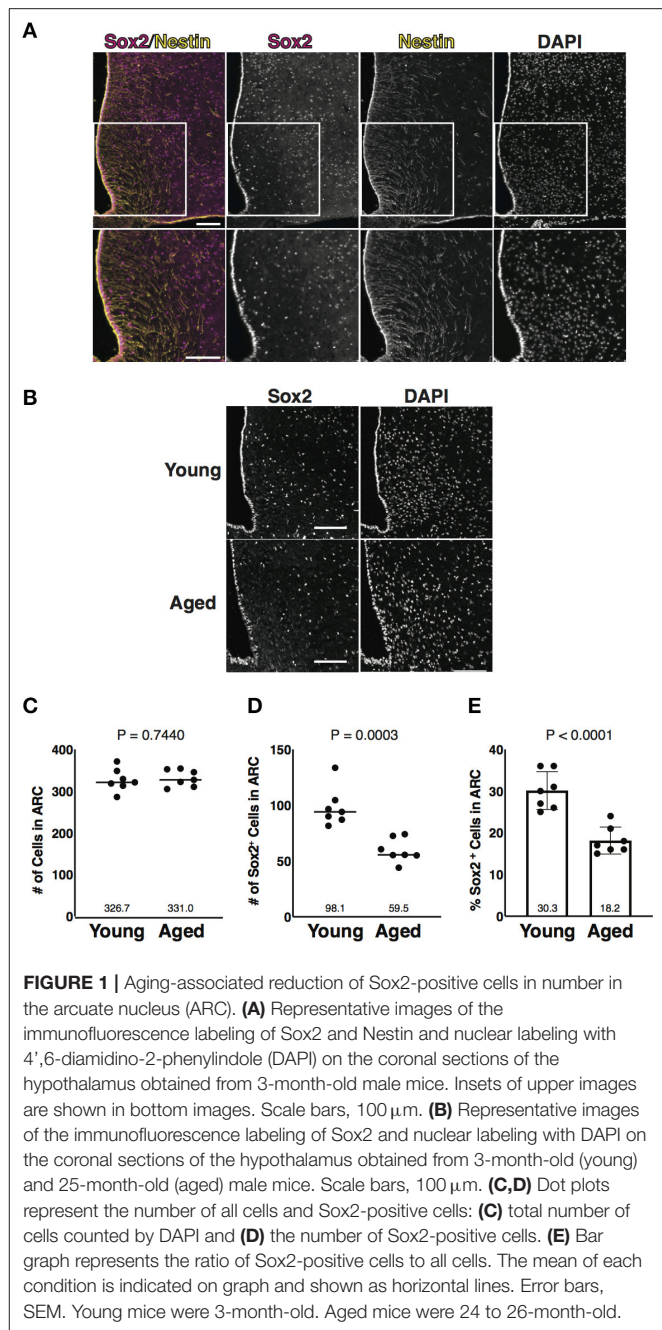 A
Sox2/Nestin Sox2 Nestin DAPI
B
Sox2 DAPI
Young
Aged
C D E
P = 0.7440 P = 0.0003 P < 0.0001
# of Cells in ARC
400
300
200
100
0
326.7 331.0
Young Aged
# of Sox2+ Cells in ARC
150
100
50
0
98.1 59.5
Young Aged
% Sox2 + Cells in ARC
40
30
20
10
0
30.3 18.2
Young Aged
FIGURE 1 | Aging-associated reduction of Sox2-positive cells in number in
the arcuate nucleus (ARC). (A) Representative images of the
immunofluorescence labeling of Sox2 and Nestin and nuclear labeling with
4',6-diamidino-2-phenylindole (DAPI) on the coronal sections of the
hypothalamus obtained from 3-month-old male mice. Insets of upper images
are shown in bottom images. Scale bars, 100 μm. (B) Representative images
of the immunofluorescence labeling of Sox2 and nuclear labeling with DAPI on
the coronal sections of the hypothalamus obtained from 3-month-old (young)
and 25-month-old (aged) male mice. Scale bars, 100 μm. (C,D) Dot plots
represent the number of all cells and Sox2-positive cells: (C) total number of
cells counted by DAPI and (D) the number of Sox2-positive cells. (E) Bar
graph represents the ratio of Sox2-positive cells to all cells. The mean of each
condition is indicated on graph and shown as horizontal lines. Error bars,
SEM. Young mice were 3-month-old. Aged mice were 24 to 26-month-old.